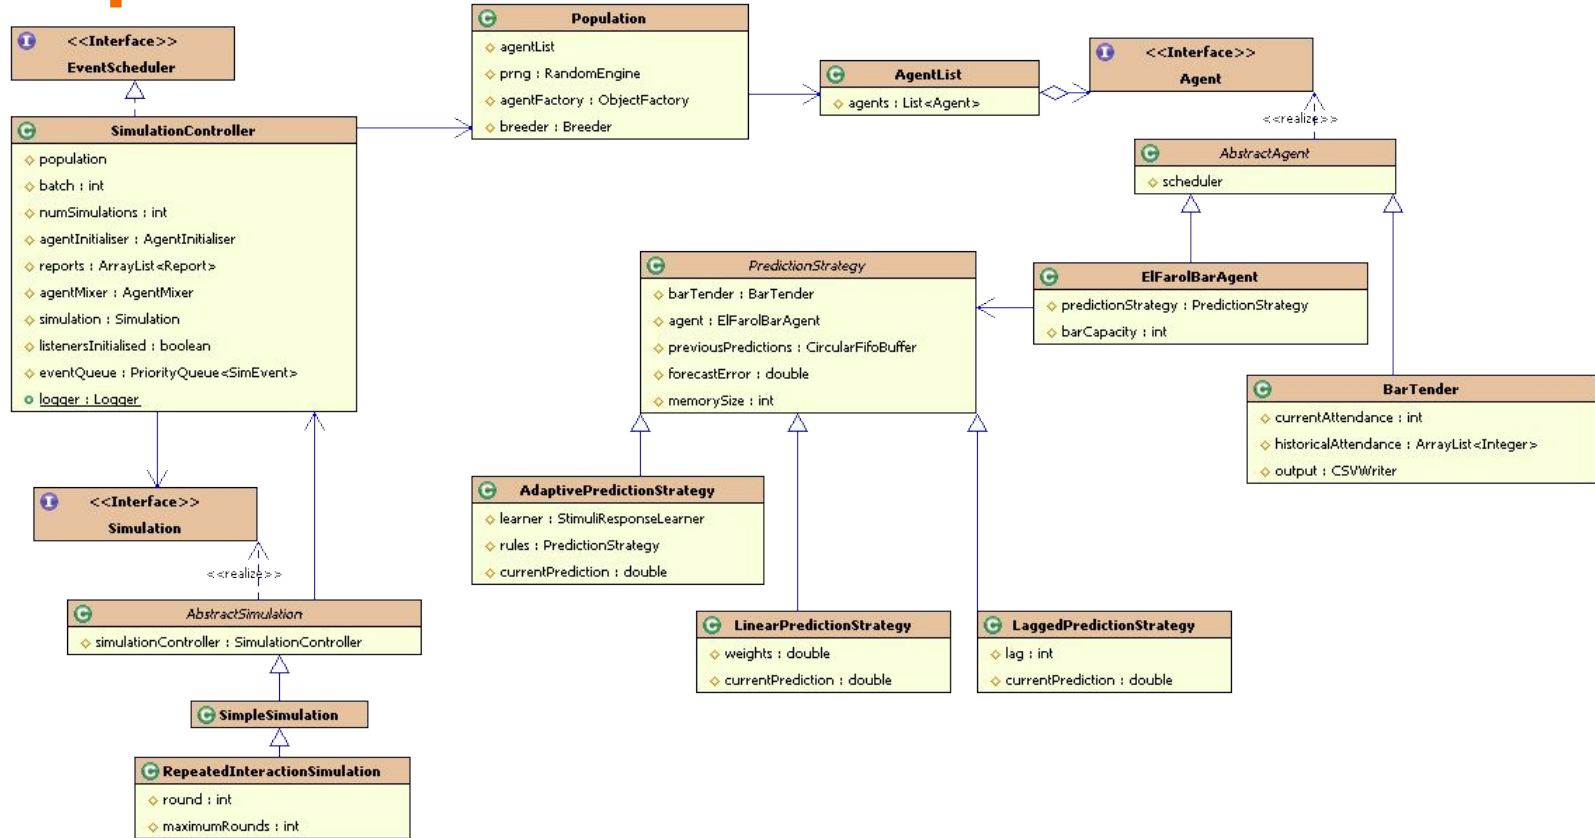 <<Interface>>
EventScheduler
SimulationController
population
batch : int
numSimulations : int
agentInitialiser : AgentInitialiser
reports : ArrayList<Report>
agentMixer : AgentMixer
simulation : Simulation
listenersInitialised : boolean
eventQueue : PriorityQueue<SimEvent>
logger : Logger
<<Interface>>
Simulation
<<realize>>
AbstractSimulation
simulationController : SimulationController
SimpleSimulation
RepeatedInteractionSimulation
round : int
maximumRounds : int
Population
agentList
prng : RandomEngine
agentFactory : ObjectFactory
breeder : Breeder
AgentList
agents : List<Agent>
<<Interface>>
Agent
<<realize>>
AbstractAgent
scheduler
PredictionStrategy
barTender : BarTender
agent : ElFarolBarAgent
previousPredictions : CircularFifoBuffer
forecastError : double
memorySize : int
ElFarolBarAgent
predictionStrategy : PredictionStrategy
barCapacity : int
BarTender
currentAttendance : int
historicalAttendance : ArrayList<Integer>
output : CSVWriter
AdaptivePredictionStrategy
learner : StimuliResponseLearner
rules : PredictionStrategy
currentPrediction : double
LinearPredictionStrategy
weights : double
currentPrediction : double
LaggedPredictionStrategy
lag : int
currentPrediction : double